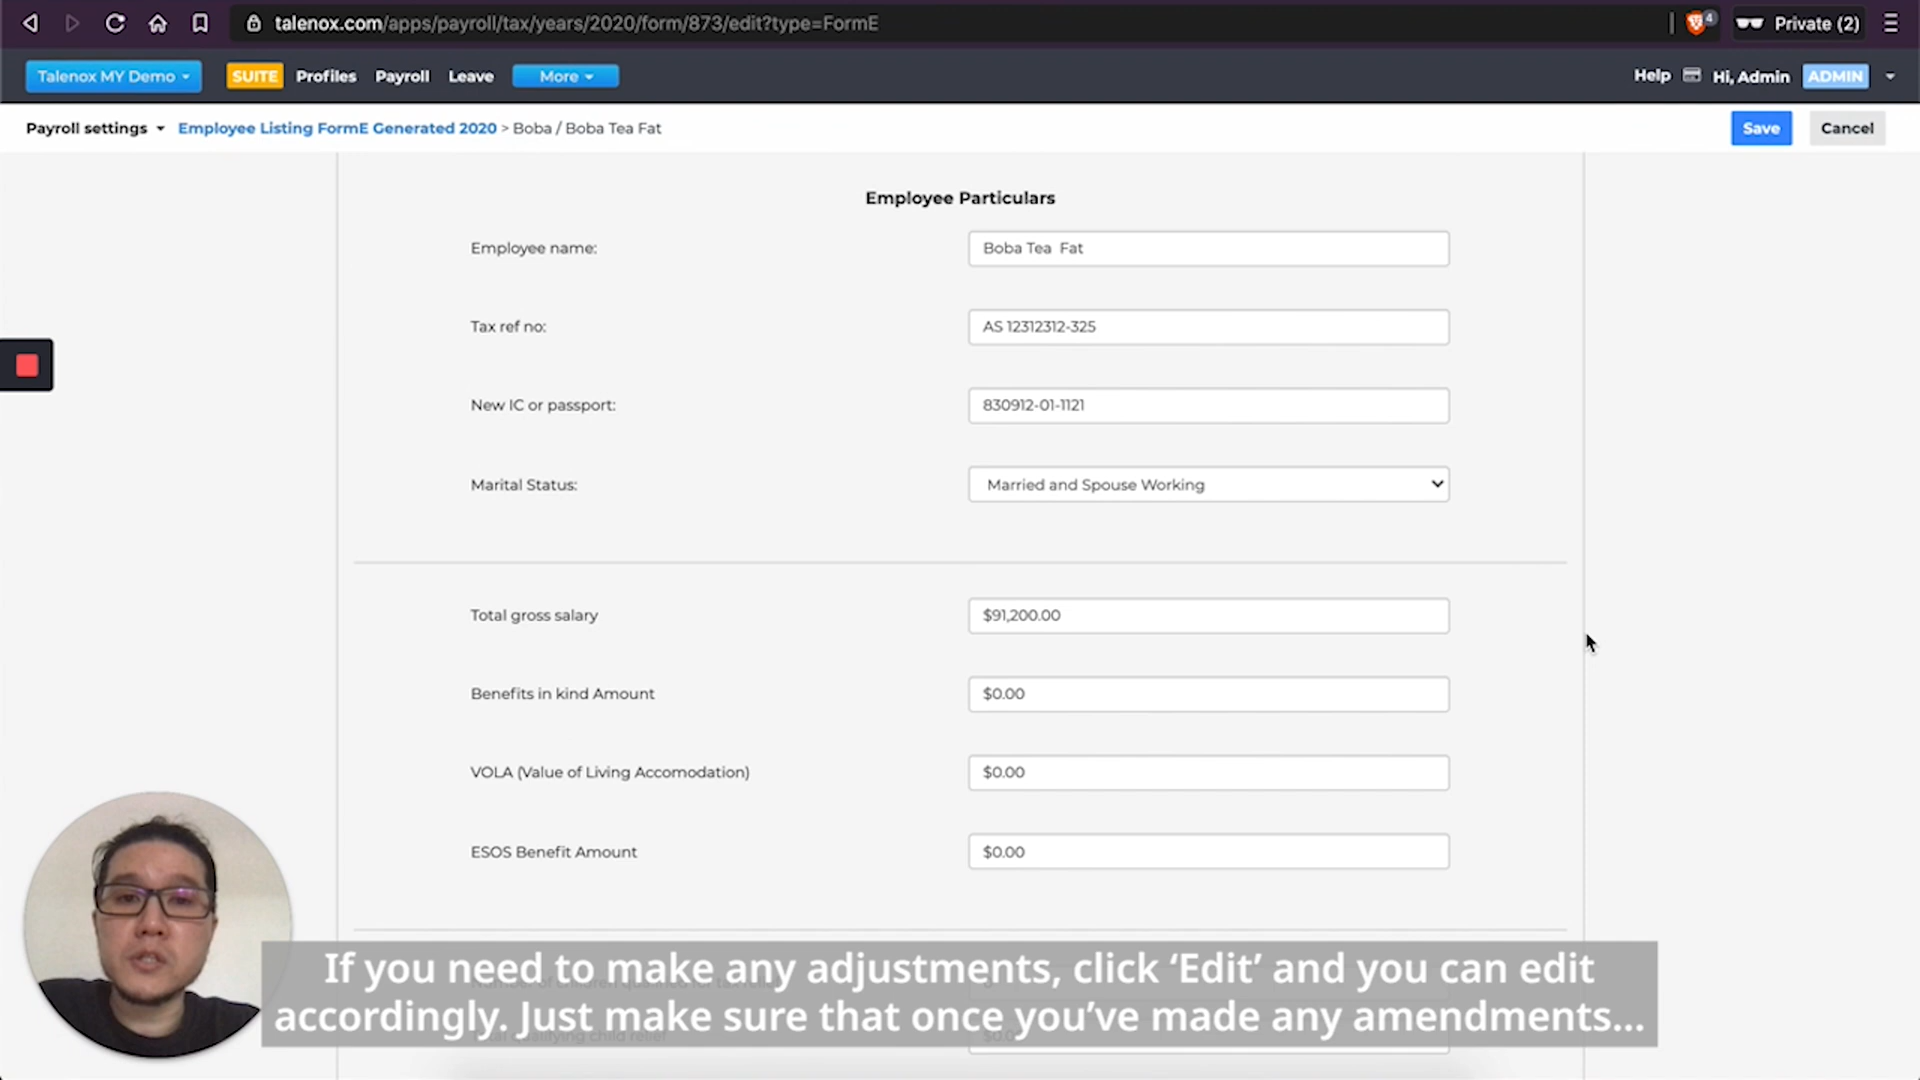 talenox.com/apps/payroll/tax/years/2020/form/873/edit?type=FormE
4
Private (2)
Talenox MY Demo
SUITE
Profiles
Payroll
Leave
More
Help
Hi, Admin
ADMIN
Payroll settings
Employee Listing FormE Generated 2020 > Boba / Boba Tea Fat
Save
Cancel
Employee Particulars
Employee name:
Boba Tea  Fat
Tax ref no:
AS 12312312-325
New IC or passport:
830912-01-1121
Marital Status:
Married and Spouse Working
Total gross salary
$91,200.00
Benefits in kind Amount
$0.00
VOLA (Value of Living Accomodation)
$0.00
ESOS Benefit Amount
$0.00
If you need to make any adjustments, click ‘Edit’ and you can edit
accordingly. Just make sure that once you’ve made any amendments...